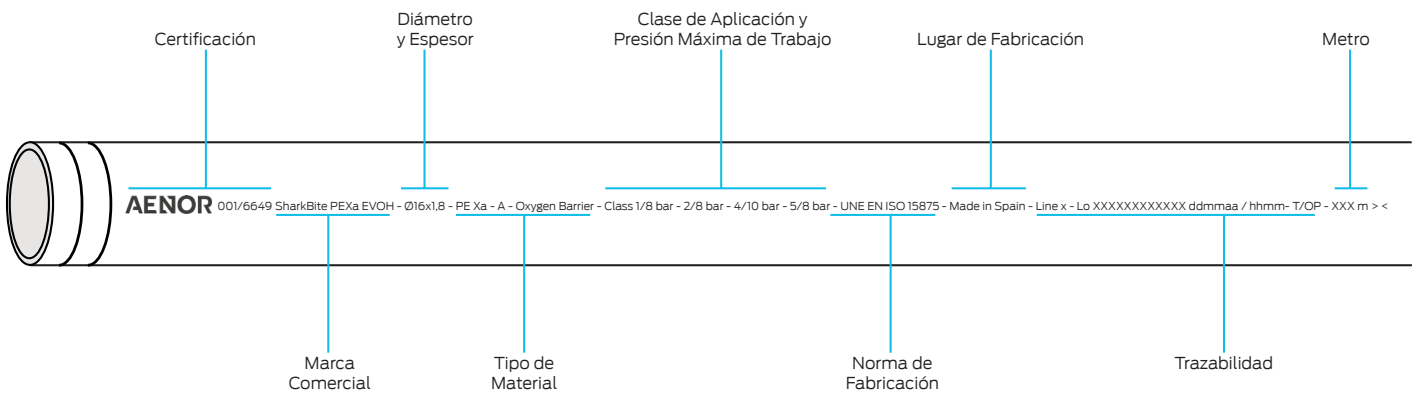 Certificación
Diámetro
y Espesor
Clase de Aplicación y
Presión Máxima de Trabajo
Lugar de Fabricación
Metro
AENOR 001/6649 SharkBite PEXa EVOH - Ø16x1,8 - PE Xa - A - Oxygen Barrier - Class 1/8 bar - 2/8 bar - 4/10 bar - 5/8 bar - UNE EN ISO 15875 - Made in Spain - Line x - Lo XXXXXXXXXXXX ddmmaa / hhmm- T/OP - XXX m > <
Marca
Comercial
Tipo de
Material
Norma de
Fabricación
Trazabilidad